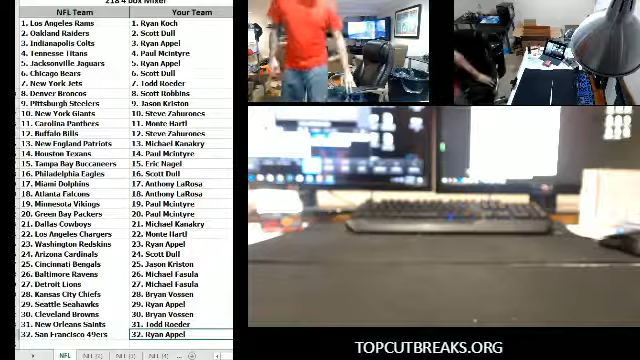 218 4 box Mixer
NFL Team Your Team
1. Los Angeles Rams 1. Ryan Koch
2. Oakland Raiders 2. Scott Dull
3. Indianapolis Colts 3. Ryan Appel
4. Tennesse Titans 4. Paul Mcintyre
5. Jacksonville Jaguars 5. Ryan Appel
6. Chicago Bears 6. Scott Dull
7. New York Jets 7. Todd Roeder
8. Denver Broncos 8. Scott Robbins
9. Pittsburgh Steelers 9. Jason Kriston
10. New York Giants 10. Steve Zahurones
11. Carolina Panthers 11. Monte Hartl
12. Buffalo Bills 12. Steve Zahurones
13. New England Patriots 13. Michael Kanakry
14. Houston Texans 14. Paul Mcintyre
15. Tampa Bay Buccaneers 15. Eric Nagel
16. Philadelphia Eagles 16. Scott Dull
17. Miami Dolphins 17. Anthony LaRosa
18. Atlanta Falcons 18. Anthony LaRosa
19. Minnesota Vikings 19. Paul Mcintyre
20. Green Bay Packers 20. Paul Mcintyre
21. Dallas Cowboys 21. Michael Kanakry
22. Los Angeles Chargers 22. Monte Hartl
23. Washington Redskins 23. Ryan Appel
24. Arizona Cardinals 24. Scott Dull
25. Cincinnati Bengals 25. Jason Kriston
26. Baltimore Ravens 26. Michael Fasula
27. Detroit Lions 27. Michael Fasula
28. Kansas City Chiefs 28. Bryan Vossen
29. Seattle Seahawks 29. Ryan Appel
30. Cleveland Browns 30. Bryan Vossen
31. New Orleans Saints 31. Todd Roeder
32. San Francisco 49ers 32. Ryan Appel
NFL NFL (2) NFL (3) NFL (4) ...
TOPCUTBREAKS.ORG